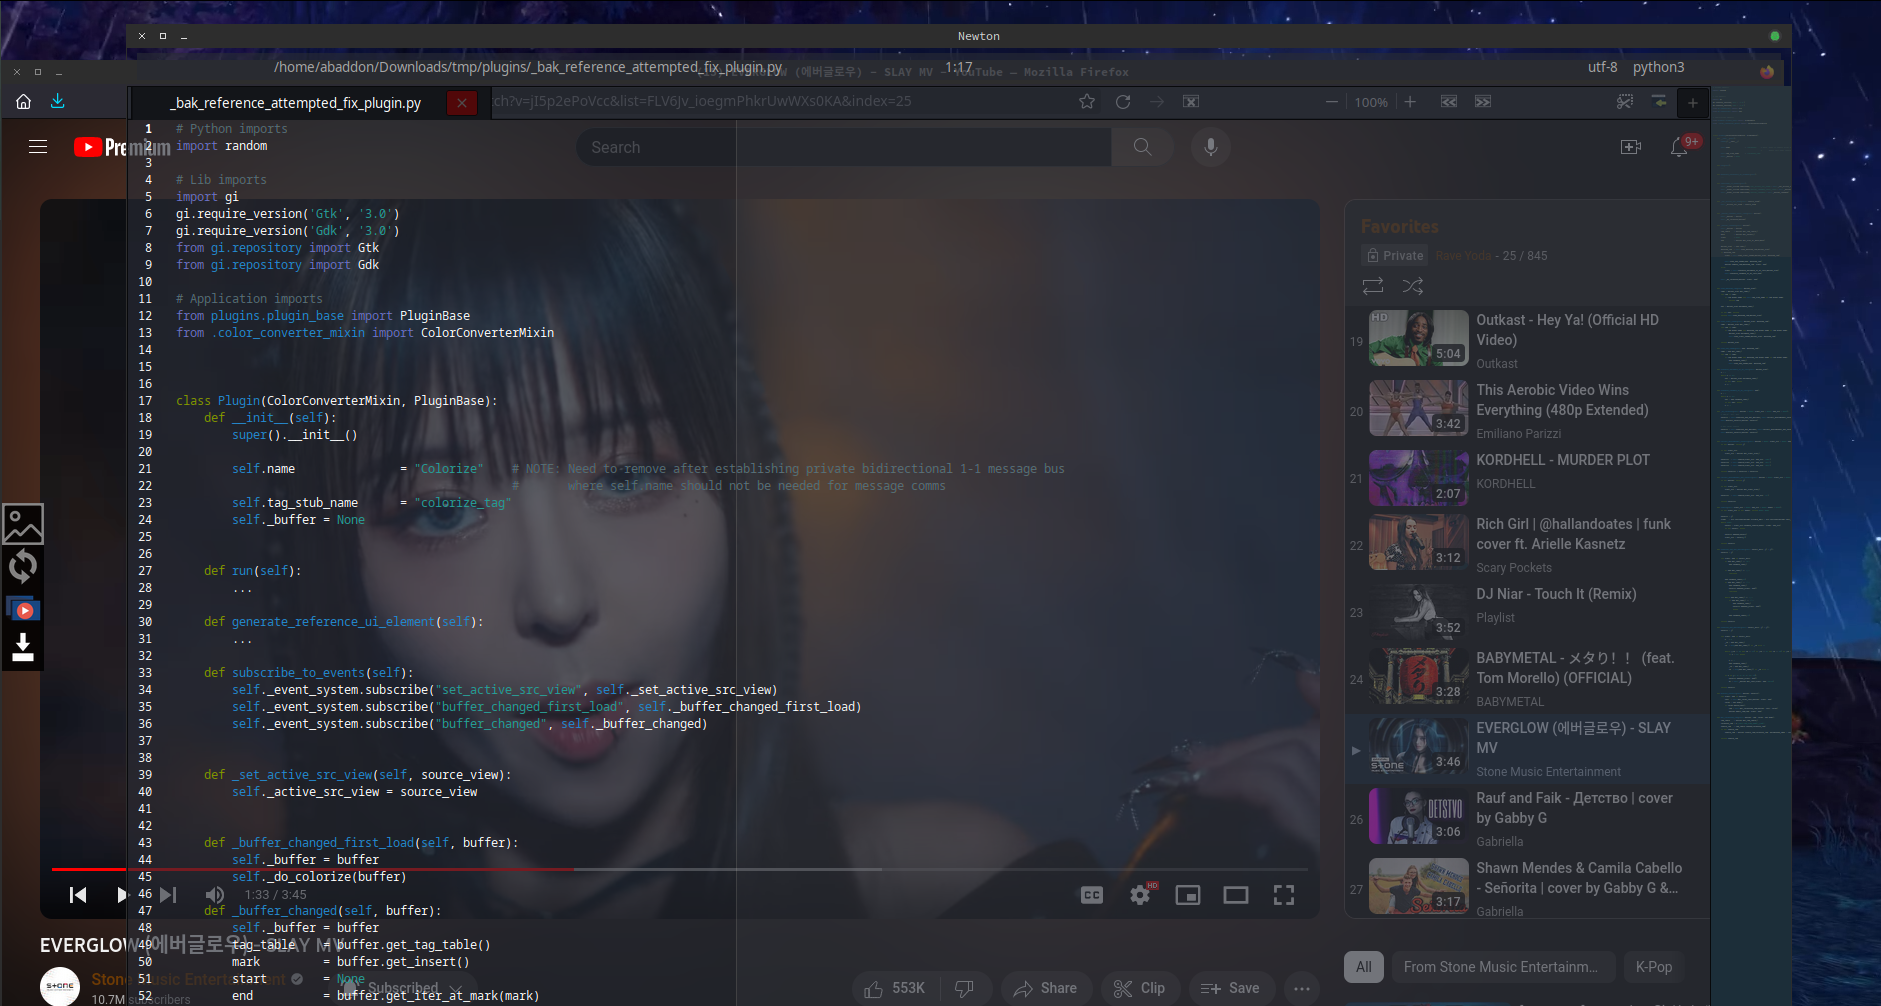 Newton
/home/abaddon/Downloads/tmp/plugins/_bak_reference_attempted_fix_plugin.py 1:17 utf-8 python3
(에버글로우) - SLAY MV - YouTube — Mozilla Firefox
_bak_reference_attempted_fix_plugin.py
tch?v=jI5p2ePoVcc&list=FLV6Jv_ioegmPhkrUwWXs0KA&index=25
100%
Premium
Search
9+
1 # Python imports
2 import random
3
4 # Lib imports
5 import gi
6 gi.require_version('Gtk', '3.0')
7 gi.require_version('Gdk', '3.0')
8 from gi.repository import Gtk
9 from gi.repository import Gdk
10
11 # Application imports
12 from plugins.plugin_base import PluginBase
13 from .color_converter_mixin import ColorConverterMixin
14
15
16
17 class Plugin(ColorConverterMixin, PluginBase):
18 def __init__(self):
19 super().__init__()
20
21 self.name = "Colorize" # NOTE: Need to remove after establishing private bidirectional 1-1 message bus
22 # where self.name should not be needed for message comms
23 self.tag_stub_name = "colorize_tag"
24 self._buffer = None
25
26
27 def run(self):
28 ...
29
30 def generate_reference_ui_element(self):
31 ...
32
33 def subscribe_to_events(self):
34 self._event_system.subscribe("set_active_src_view", self._set_active_src_view)
35 self._event_system.subscribe("buffer_changed_first_load", self._buffer_changed_first_load)
36 self._event_system.subscribe("buffer_changed", self._buffer_changed)
37
38
39 def _set_active_src_view(self, source_view):
40 self._active_src_view = source_view
41
42
43 def _buffer_changed_first_load(self, buffer):
44 self._buffer = buffer
45 self._do_colorize(buffer)
46
47 def _buffer_changed(self, buffer):
48 self._buffer = buffer
49 tag_table = buffer.get_tag_table()
50 mark = buffer.get_insert()
51 start = None
52 end = buffer.get_iter_at_mark(mark)
1:33 / 3:45
CC
HD
EVERGLOW (에버글로우) - SLAY MV
STONE
Stone Music Entertainment
10.7M subscribers
Subscribed
553K
Share
Clip
Save
Favorites
Private
Rave Yoda - 25 / 845
19
HD
5:04
Outkast - Hey Ya! (Official HD
Video)
Outkast
20
3:42
This Aerobic Video Wins
Everything (480p Extended)
Emiliano Parizzi
21
2:07
KORDHELL - MURDER PLOT
KORDHELL
22
3:12
Rich Girl | @hallandoates | funk
cover ft. Arielle Kasnetz
Scary Pockets
23
3:52
DJ Niar - Touch It (Remix)
Playlist
24
3:28
BABYMETAL - メタり！！ (feat.
Tom Morello) (OFFICIAL)
BABYMETAL
STONE
3:46
EVERGLOW (에버글로우) - SLAY
MV
Stone Music Entertainment
26
DETSTVO
3:06
Rauf and Faik - Детство | cover
by Gabby G
Gabriella
27
3:17
Shawn Mendes & Camila Cabello
- Señorita | cover by Gabby G &...
Gabriella
All
From Stone Music Entertainm...
K-Pop